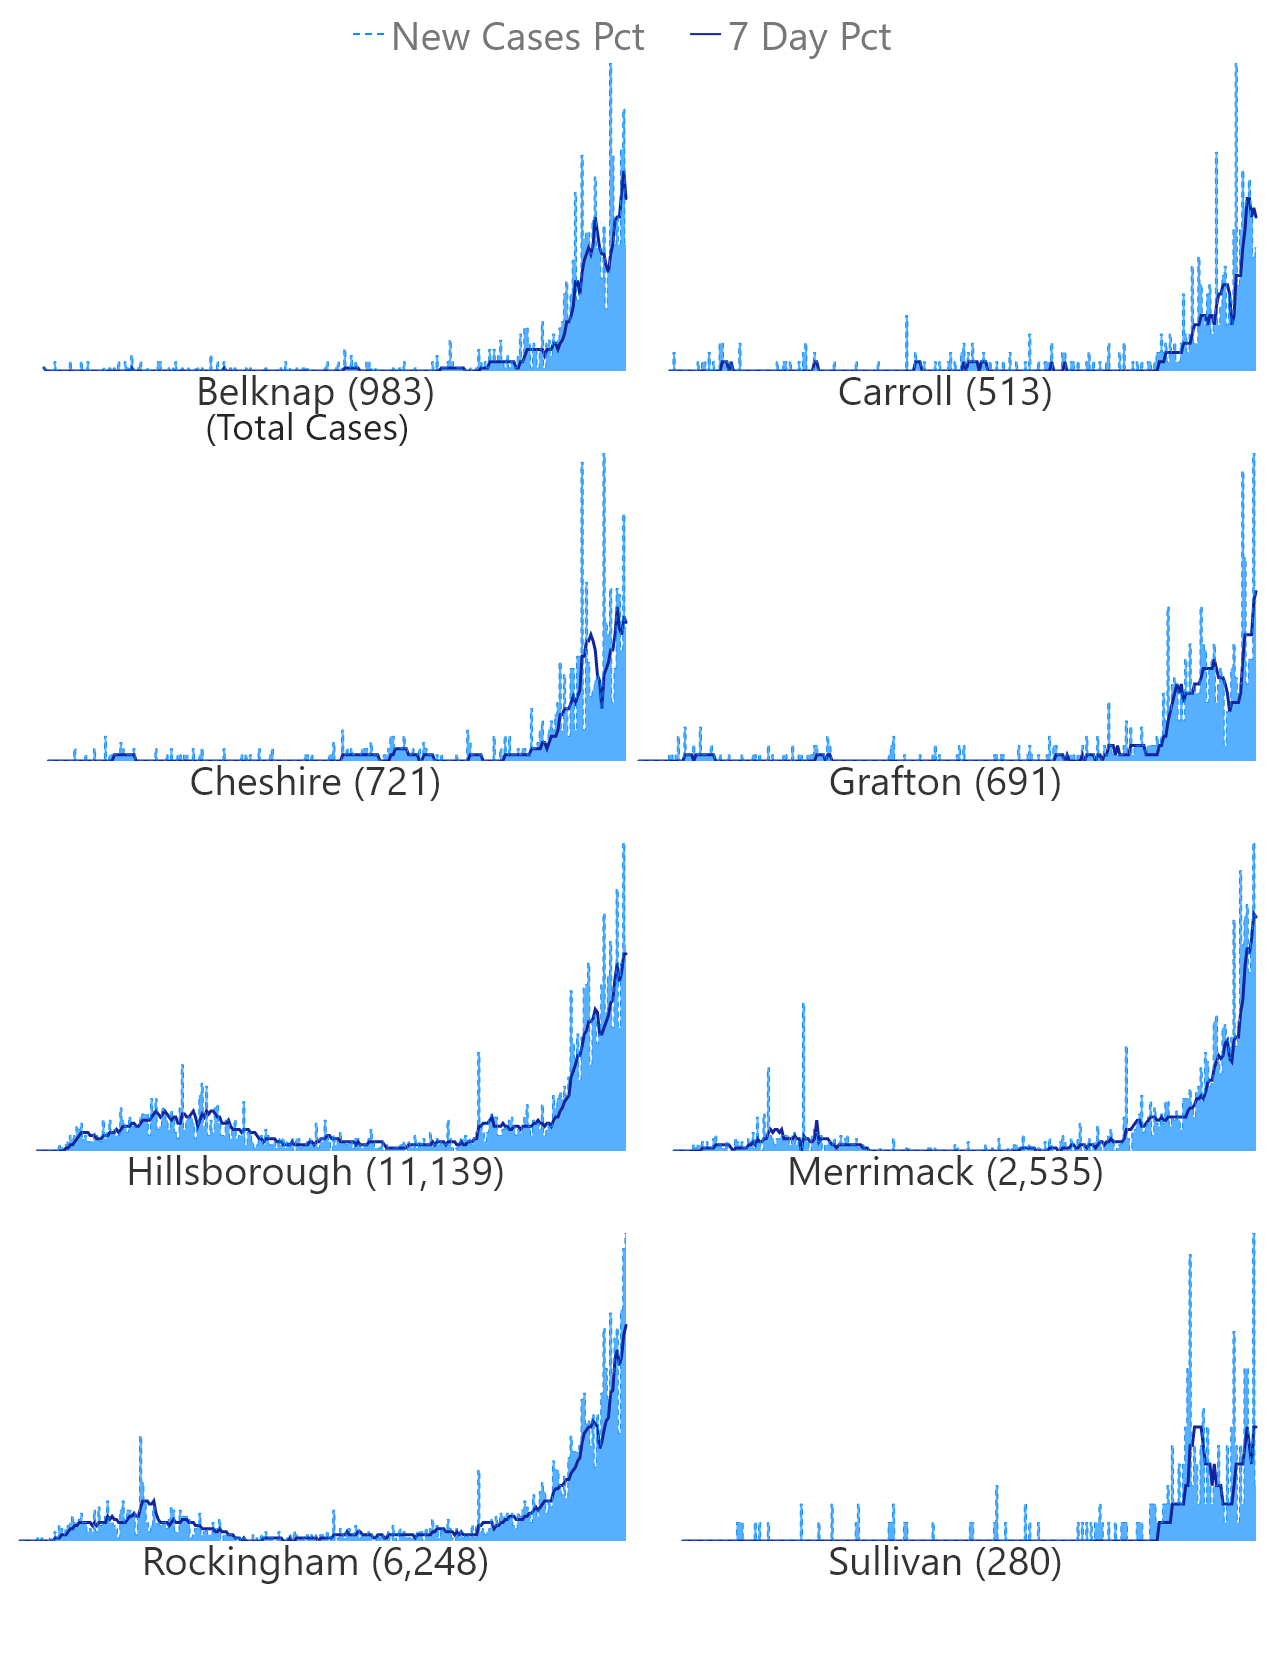 New Cases Pct 7 Day Pct
Belknap (983) Carroll (513)
(Total Cases)
Cheshire (721) Grafton (691)
Hillsborough (11,139) Merrimack (2,535)
Rockingham (6,248) Sullivan (280)